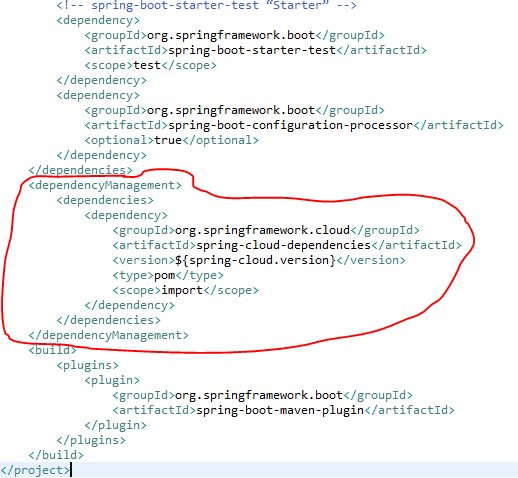 <!-- spring-boot-starter-test “Starter” -->
<dependency>
<groupId>org.springframework.boot</groupId>
<artifactId>spring-boot-starter-test</artifactId>
<scope>test</scope>
</dependency>
<dependency>
<groupId>org.springframework.boot</groupId>
<artifactId>spring-boot-configuration-processor</artifactId>
<optional>true</optional>
</dependency>
</dependencies>
<dependencyManagement>
<dependencies>
<dependency>
<groupId>org.springframework.cloud</groupId>
<artifactId>spring-cloud-dependencies</artifactId>
<version>${spring-cloud.version}</version>
<type>pom</type>
<scope>import</scope>
</dependency>
</dependencies>
</dependencyManagement>
<build>
<plugins>
<plugin>
<groupId>org.springframework.boot</groupId>
<artifactId>spring-boot-maven-plugin</artifactId>
</plugin>
</plugins>
</build>
</project>